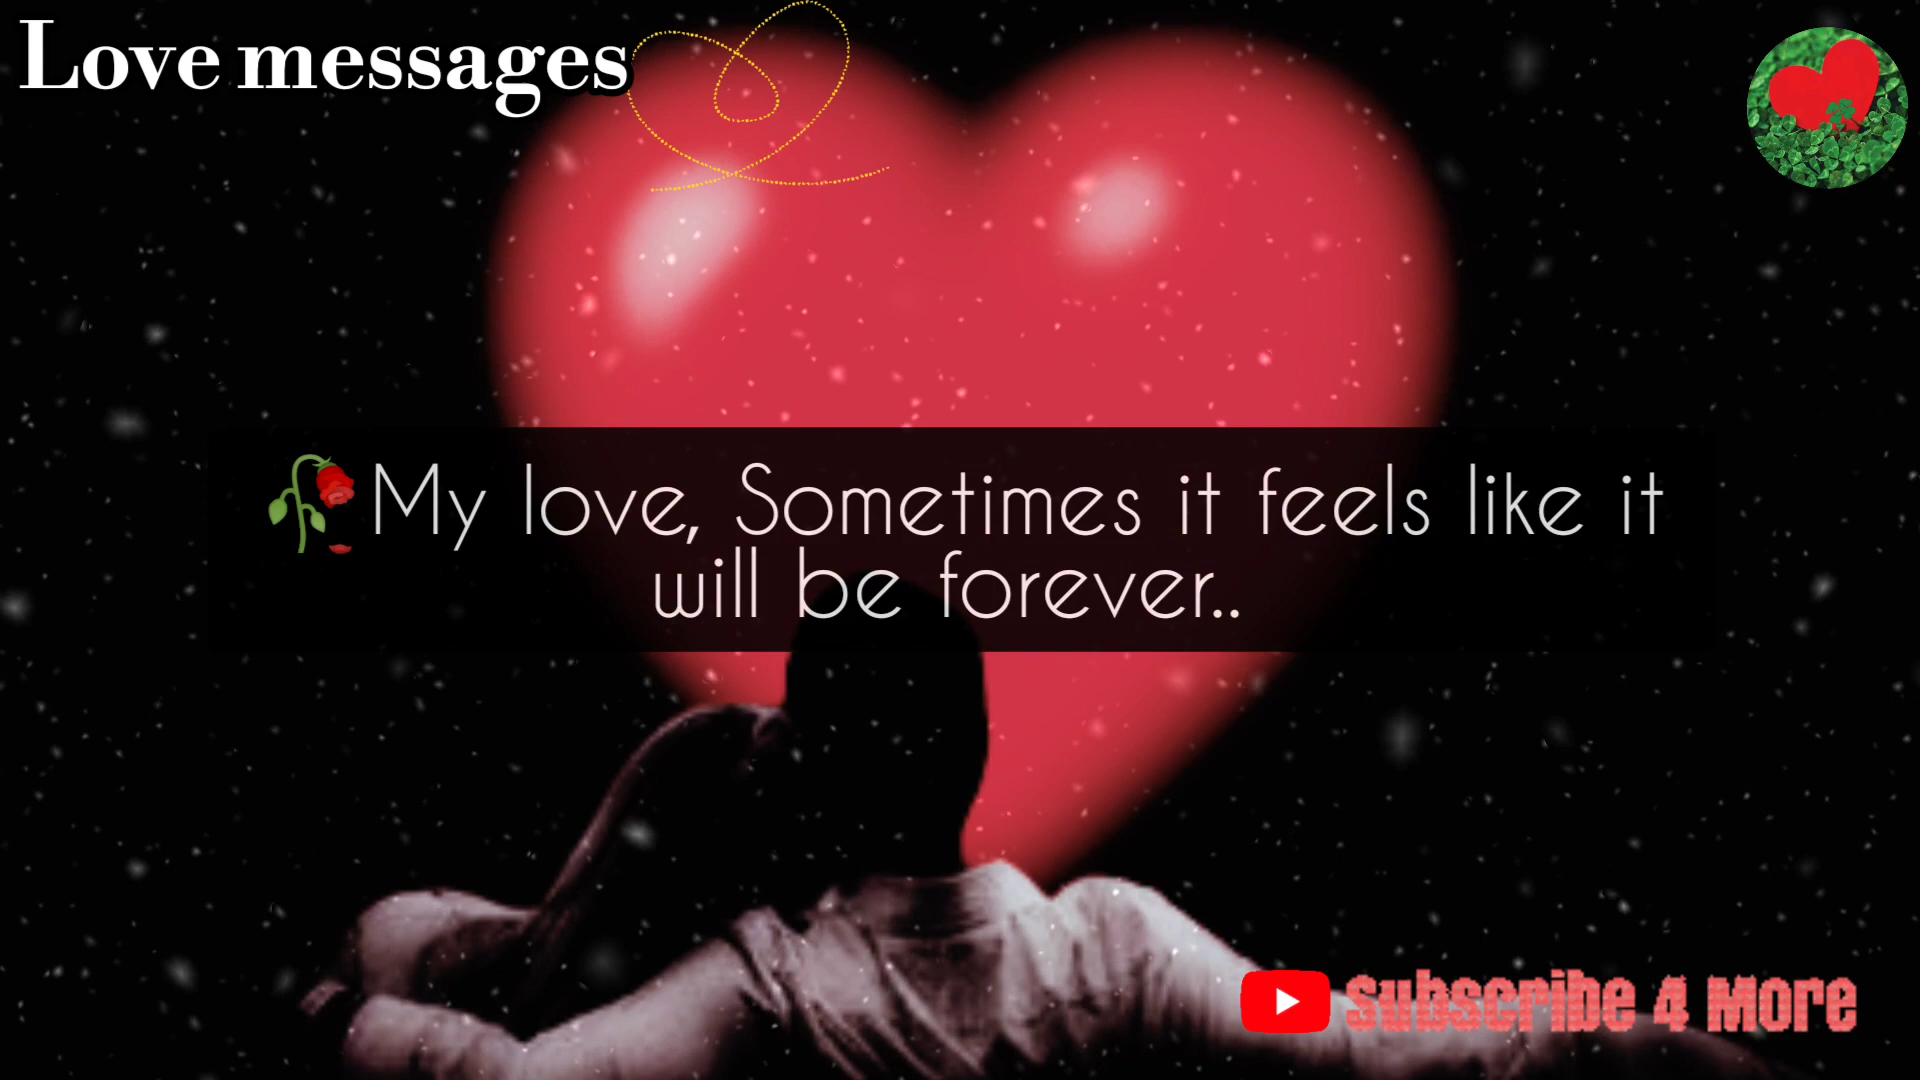 Love messages
🥀My love, Sometimes it feels like it
will be forever..
Subscribe 4 More